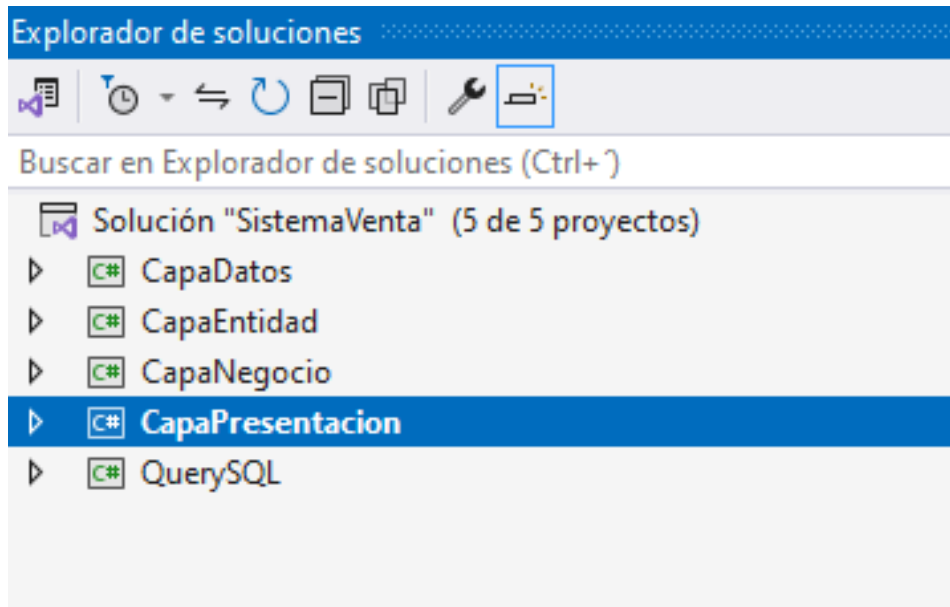 Explorador de soluciones
Buscar en Explorador de soluciones (Ctrl+´)
Solución "SistemaVenta" (5 de 5 proyectos)
C# CapaDatos
C# CapaEntidad
C# CapaNegocio
C# CapaPresentacion
C# QuerySQL